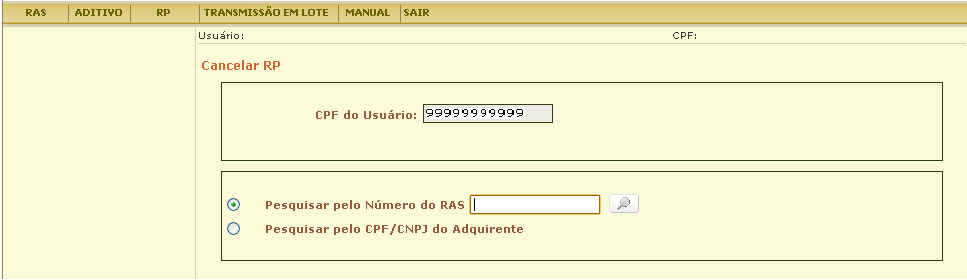 RAS ADITIVO RP TRANSMISSÃO EM LOTE MANUAL SAIR
Usuário: CPF:
Cancelar RP
CPF do Usuário: 99999999999
Pesquisar pelo Número do RAS
Pesquisar pelo CPF/CNPJ do Adquirente